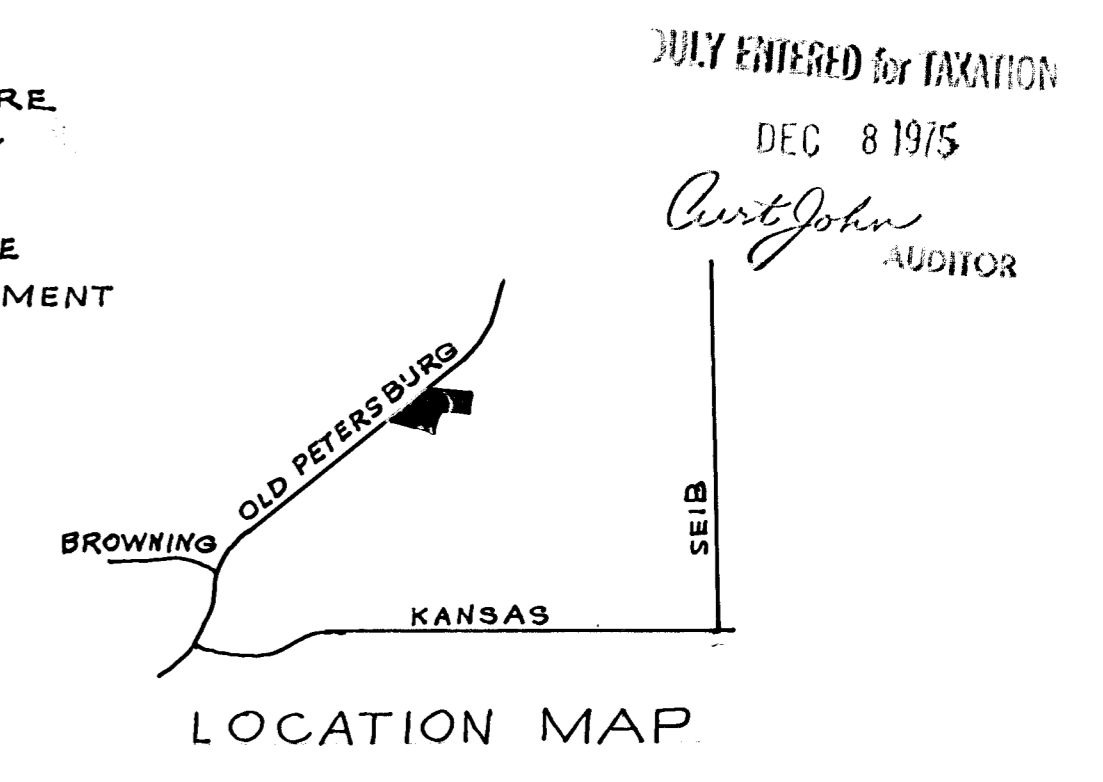 DULY ENTERED for TAXATION
DEC 8 1975
Curt John
AUDITOR
RE
E
MENT
OLD PETERSBURG
BROWNING
SEIB
KANSAS
LOCATION MAP